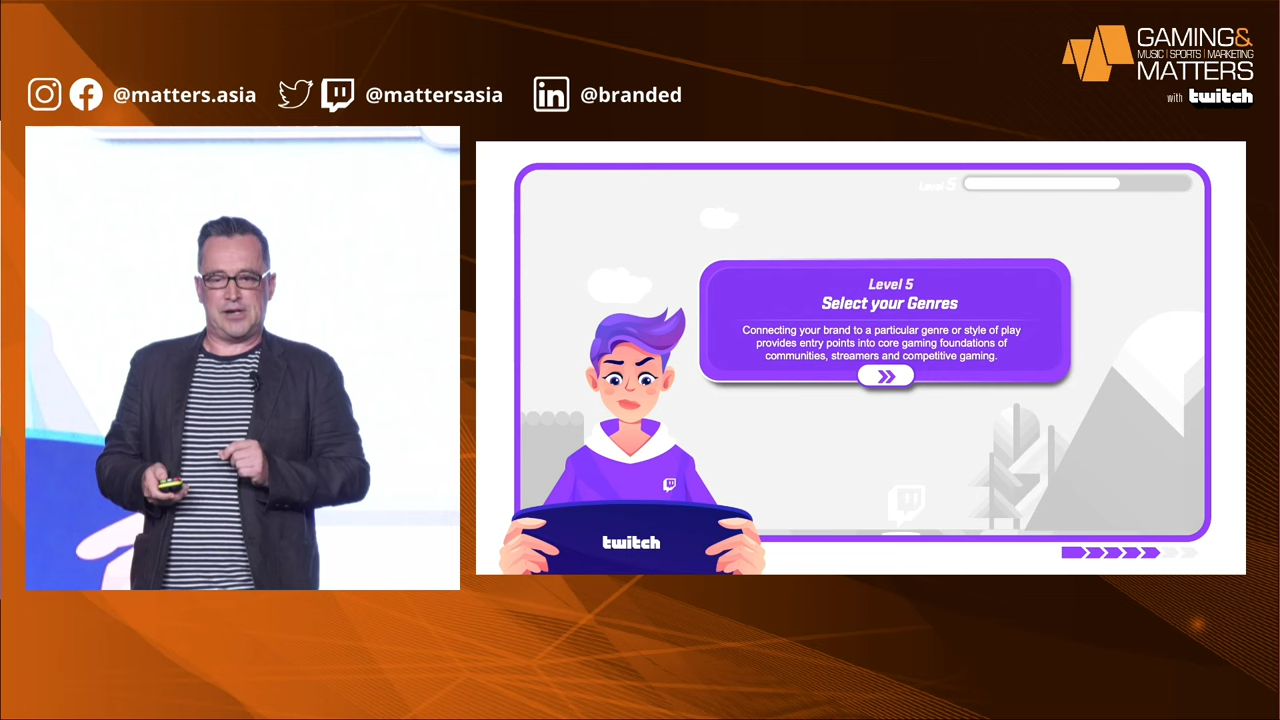 GAMING&
MUSIC | SPORTS | MARKETING
MATTERS
with twitch
@matters.asia
@mattersasia
in @branded
Level 5
Level 5
Select your Genres
Connecting your brand to a particular genre or style of play
provides entry points into core gaming foundations of
communities, streamers and competitive gaming.
twitch